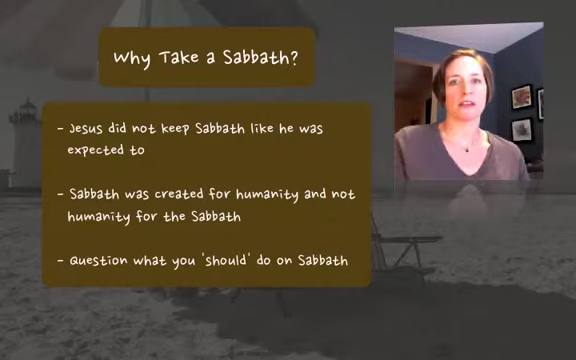 Why Take a Sabbath?
- Jesus did not keep Sabbath like he was
expected to
- Sabbath was created for humanity and not
humanity for the Sabbath
- Question what you 'should' do on Sabbath